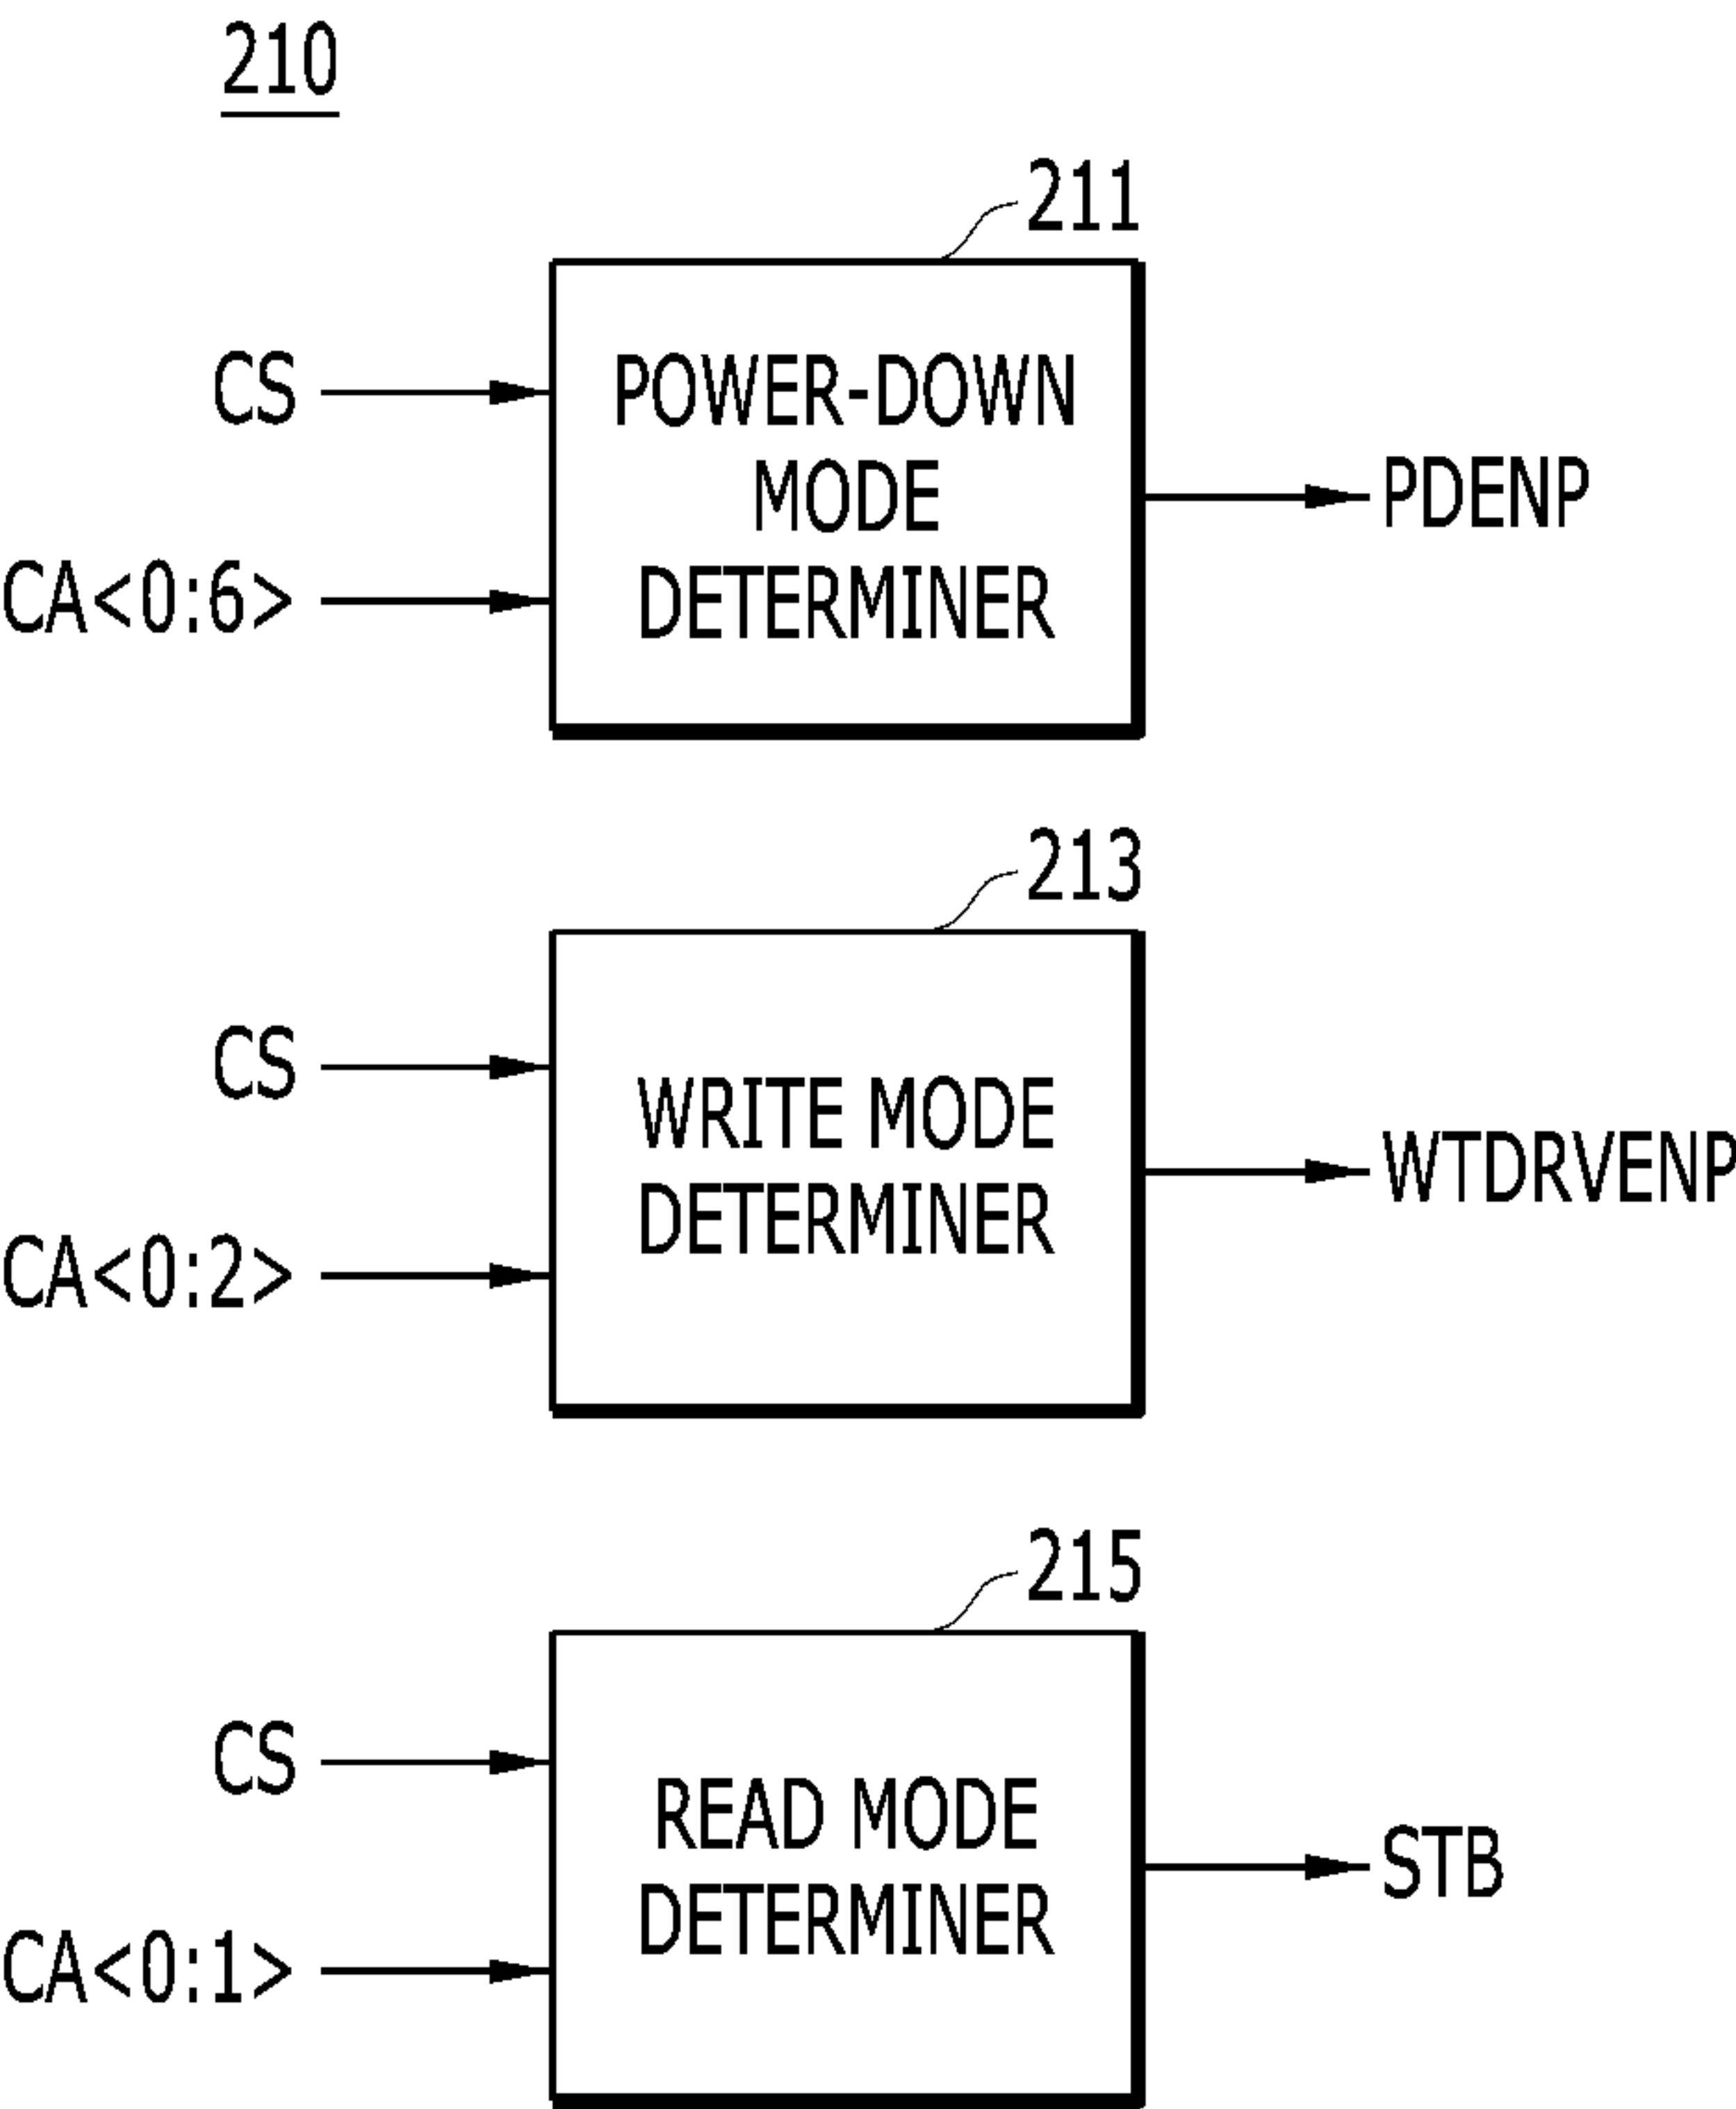 210
211
CS
POWER-DOWN
MODE
PDENP
CA<0:6>
DETERMINER
213
CS
WRITE MODE
WTDRVENP
DETERMINER
CA<0:2>
215
CS
READ MODE
STB
DETERMINER
CA<0:1>